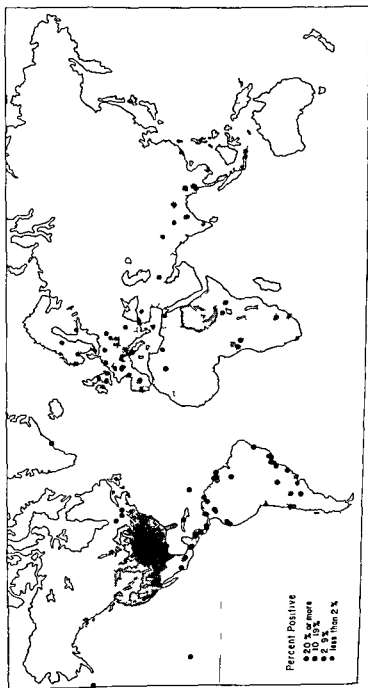 Percent Positive
20% or more
10 19%
2 9%
less than 2%